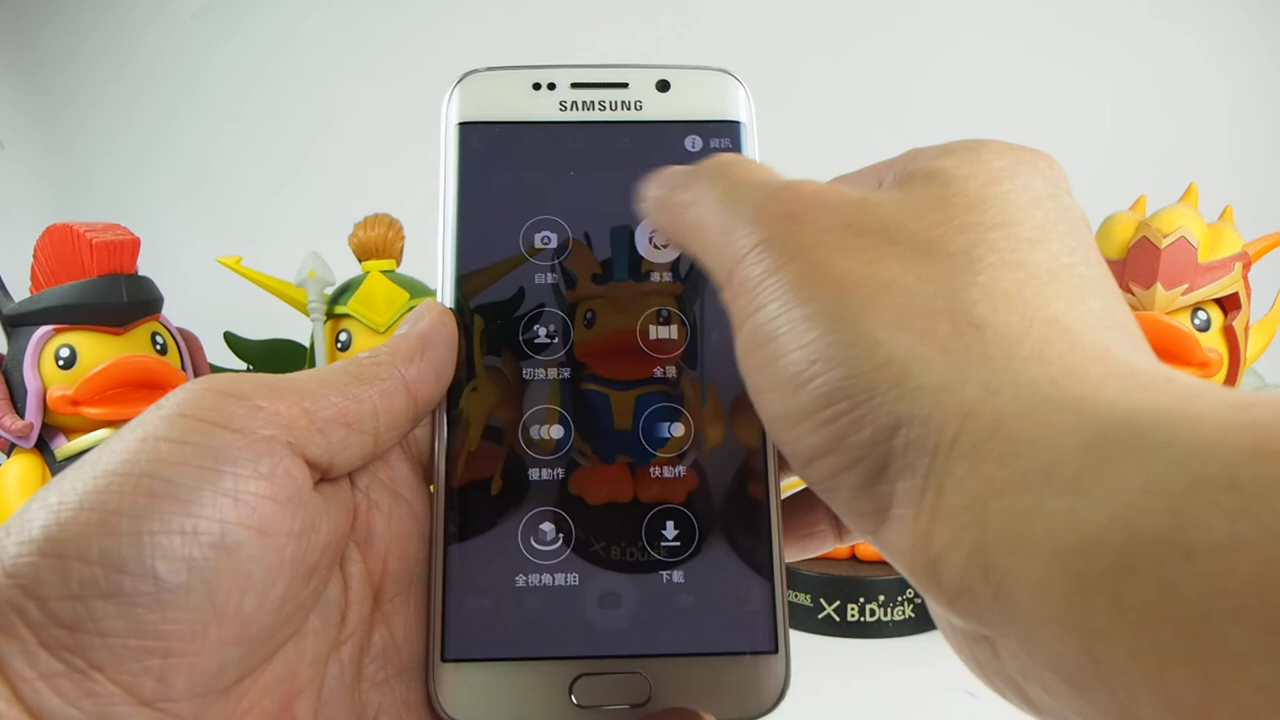 SAMSUNG
資訊
自動
專業
切換景深
全景
慢動作
快動作
全視角實拍
下載
X B.Duck
X B.Duck™